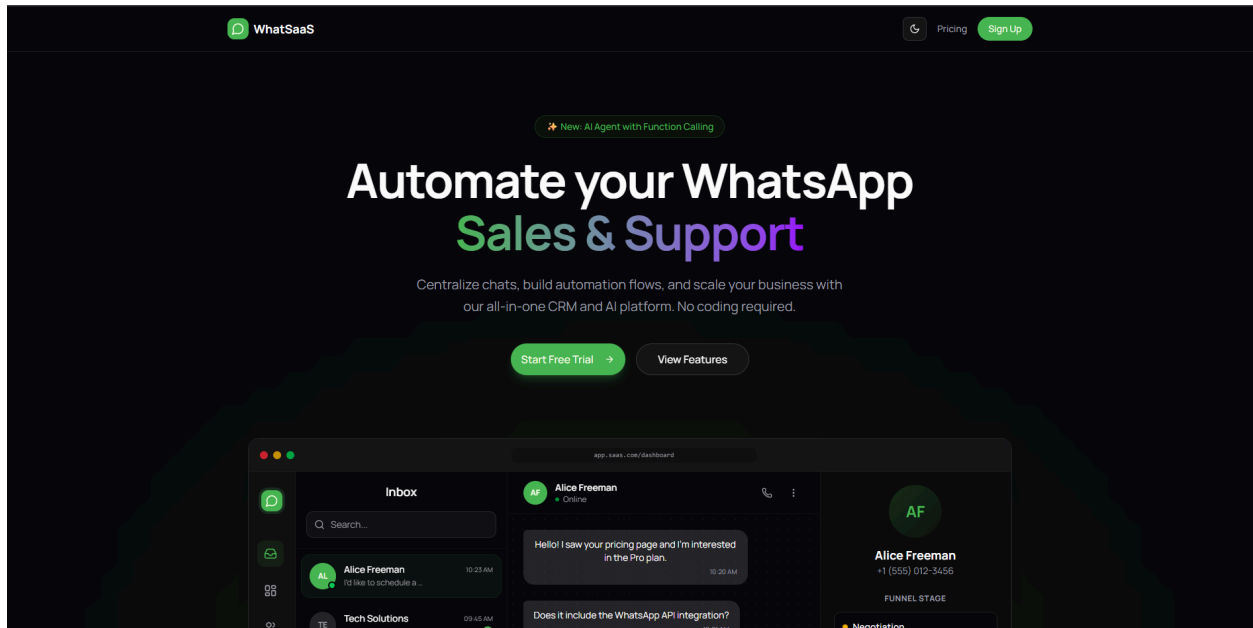 WhatSaaS
Pricing
Sign Up
✨ New: AI Agent with Function Calling
Automate your WhatsApp
Sales & Support
Centralize chats, build automation flows, and scale your business with
our all-in-one CRM and AI platform. No coding required.
Start Free Trial →
View Features
app.saas.com/dashboard
Inbox
Search...
AL
Alice Freeman
10:23 AM
I'd like to schedule a ...
TE
Tech Solutions
09:45 AM
AF
Alice Freeman
Online
Hello! I saw your pricing page and I'm interested
in the Pro plan.
10:20 AM
Does it include the WhatsApp API integration?
AF
Alice Freeman
+1 (555) 012-3456
FUNNEL STAGE
Negotiation